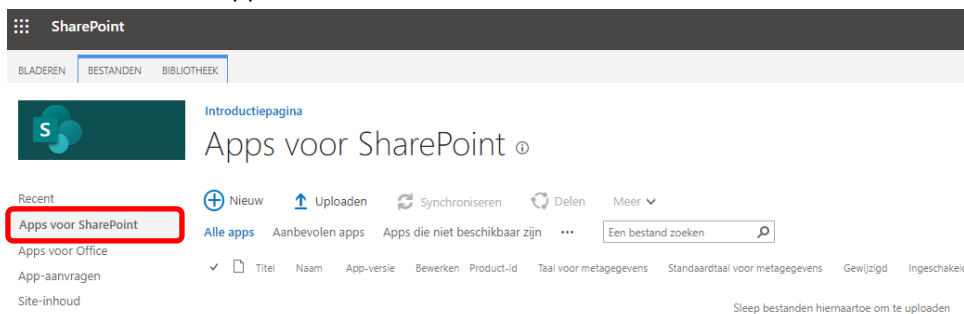 SharePoint
BLADEREN BESTANDEN BIBLIOTHEEK
S
Introductiepagina
Apps voor SharePoint
Recent
Apps voor SharePoint
Apps voor Office
App-aanvragen
Site-inhoud
Nieuw Uploaden Synchroniseren Delen Meer
Alle apps Aanbevolen apps Apps die niet beschikbaar zijn ••• Een bestand zoeken
Titel Naam App-versie Bewerken Product-id Taal voor metagegevens Standaardtaal voor metagegevens Gewijzigd
Sleep bestanden hiernaartoe om te uploaden